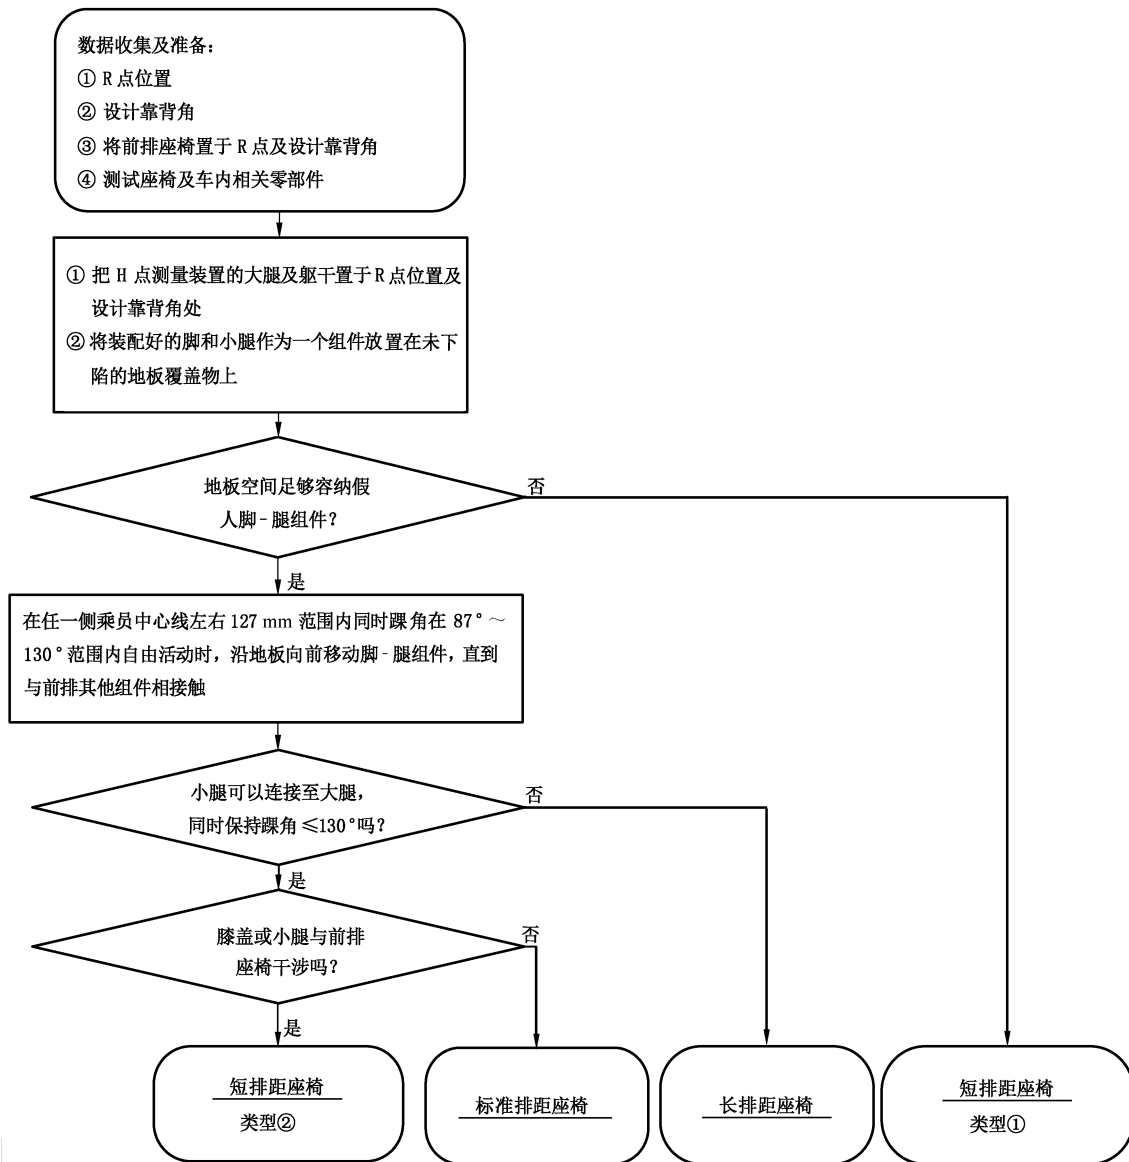 数据收集及准备：
① R 点位置
② 设计靠背角
③ 将前排座椅置于 R 点及设计靠背角
④ 测试座椅及车内相关零部件
① 把 H 点测量装置的大腿及躯干置于 R 点位置及
设计靠背角处
② 将装配好的脚和小腿作为一个组件放置在未下
陷的地板覆盖物上
地板空间足够容纳假
人脚-腿组件？
否
是
在任一侧乘员中心线左右 127 mm 范围内同时踝角在 87°～
130°范围内自由活动时，沿地板向前移动脚-腿组件，直到
与前排其他组件相接触
小腿可以连接至大腿，
同时保持踝角≤130°吗？
否
是
膝盖或小腿与前排
座椅干涉吗？
否
是
短排距座椅
类型②
标准排距座椅
长排距座椅
短排距座椅
类型①